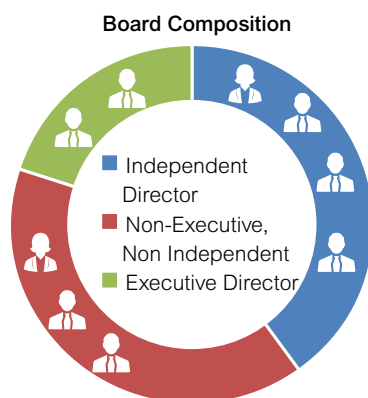 Board Composition
Independent
Director
Non-Executive,
Non Independent
Executive Director